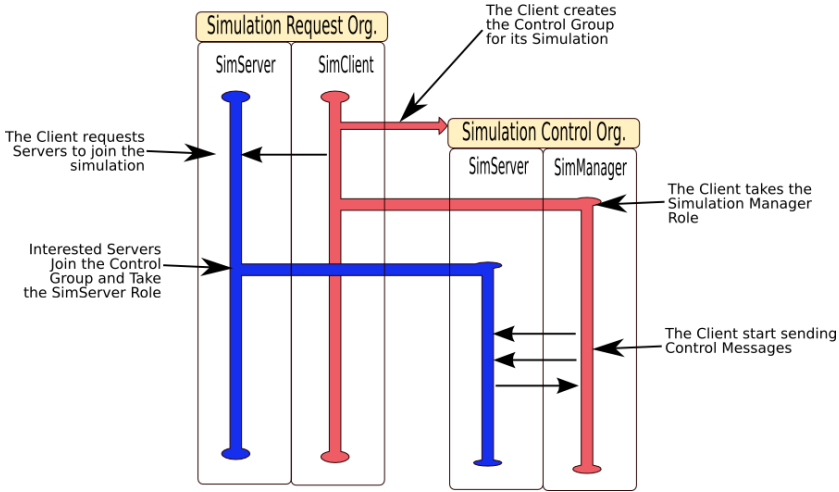 The Client creates
the Control Group
for its Simulation
Simulation Request Org.
SimServer
SimClient
Simulation Control Org.
The Client requests
Servers to join the
simulation
SimServer
SimManager
The Client takes the
Simulation Manager
Role
Interested Servers
Join the Control
Group and Take
the SimServer Role
The Client start sending
Control Messages